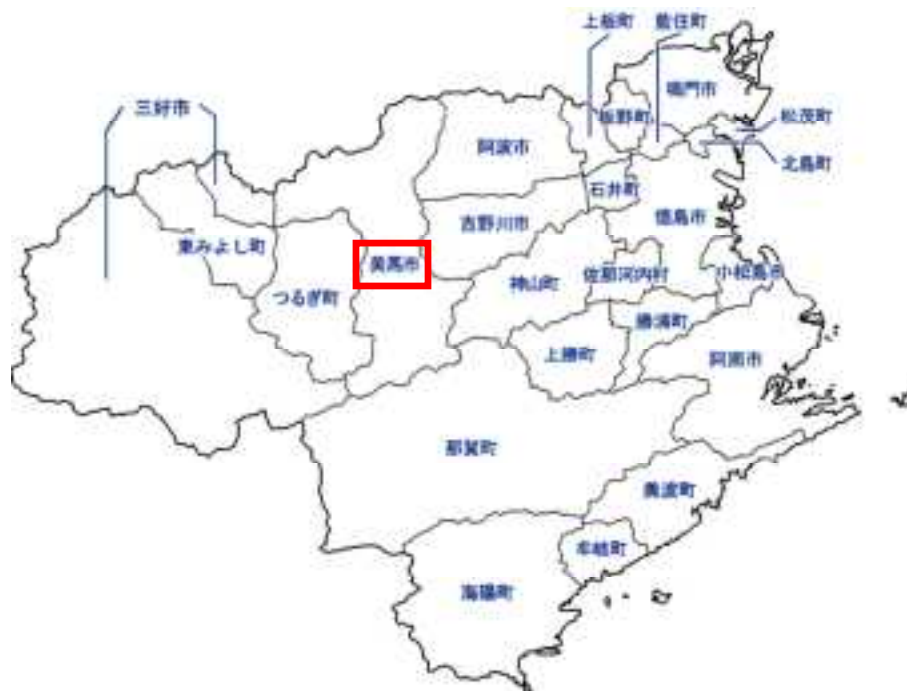 上板町
藍住町
鳴門市
三好市
板野町
松茂町
阿波市
北島町
石井町
徳島市
吉野川市
東みよし町
美馬市
神山町
佐那河内村
小松島市
つるぎ町
勝浦町
上勝町
阿南市
那賀町
美波町
牟岐町
海陽町